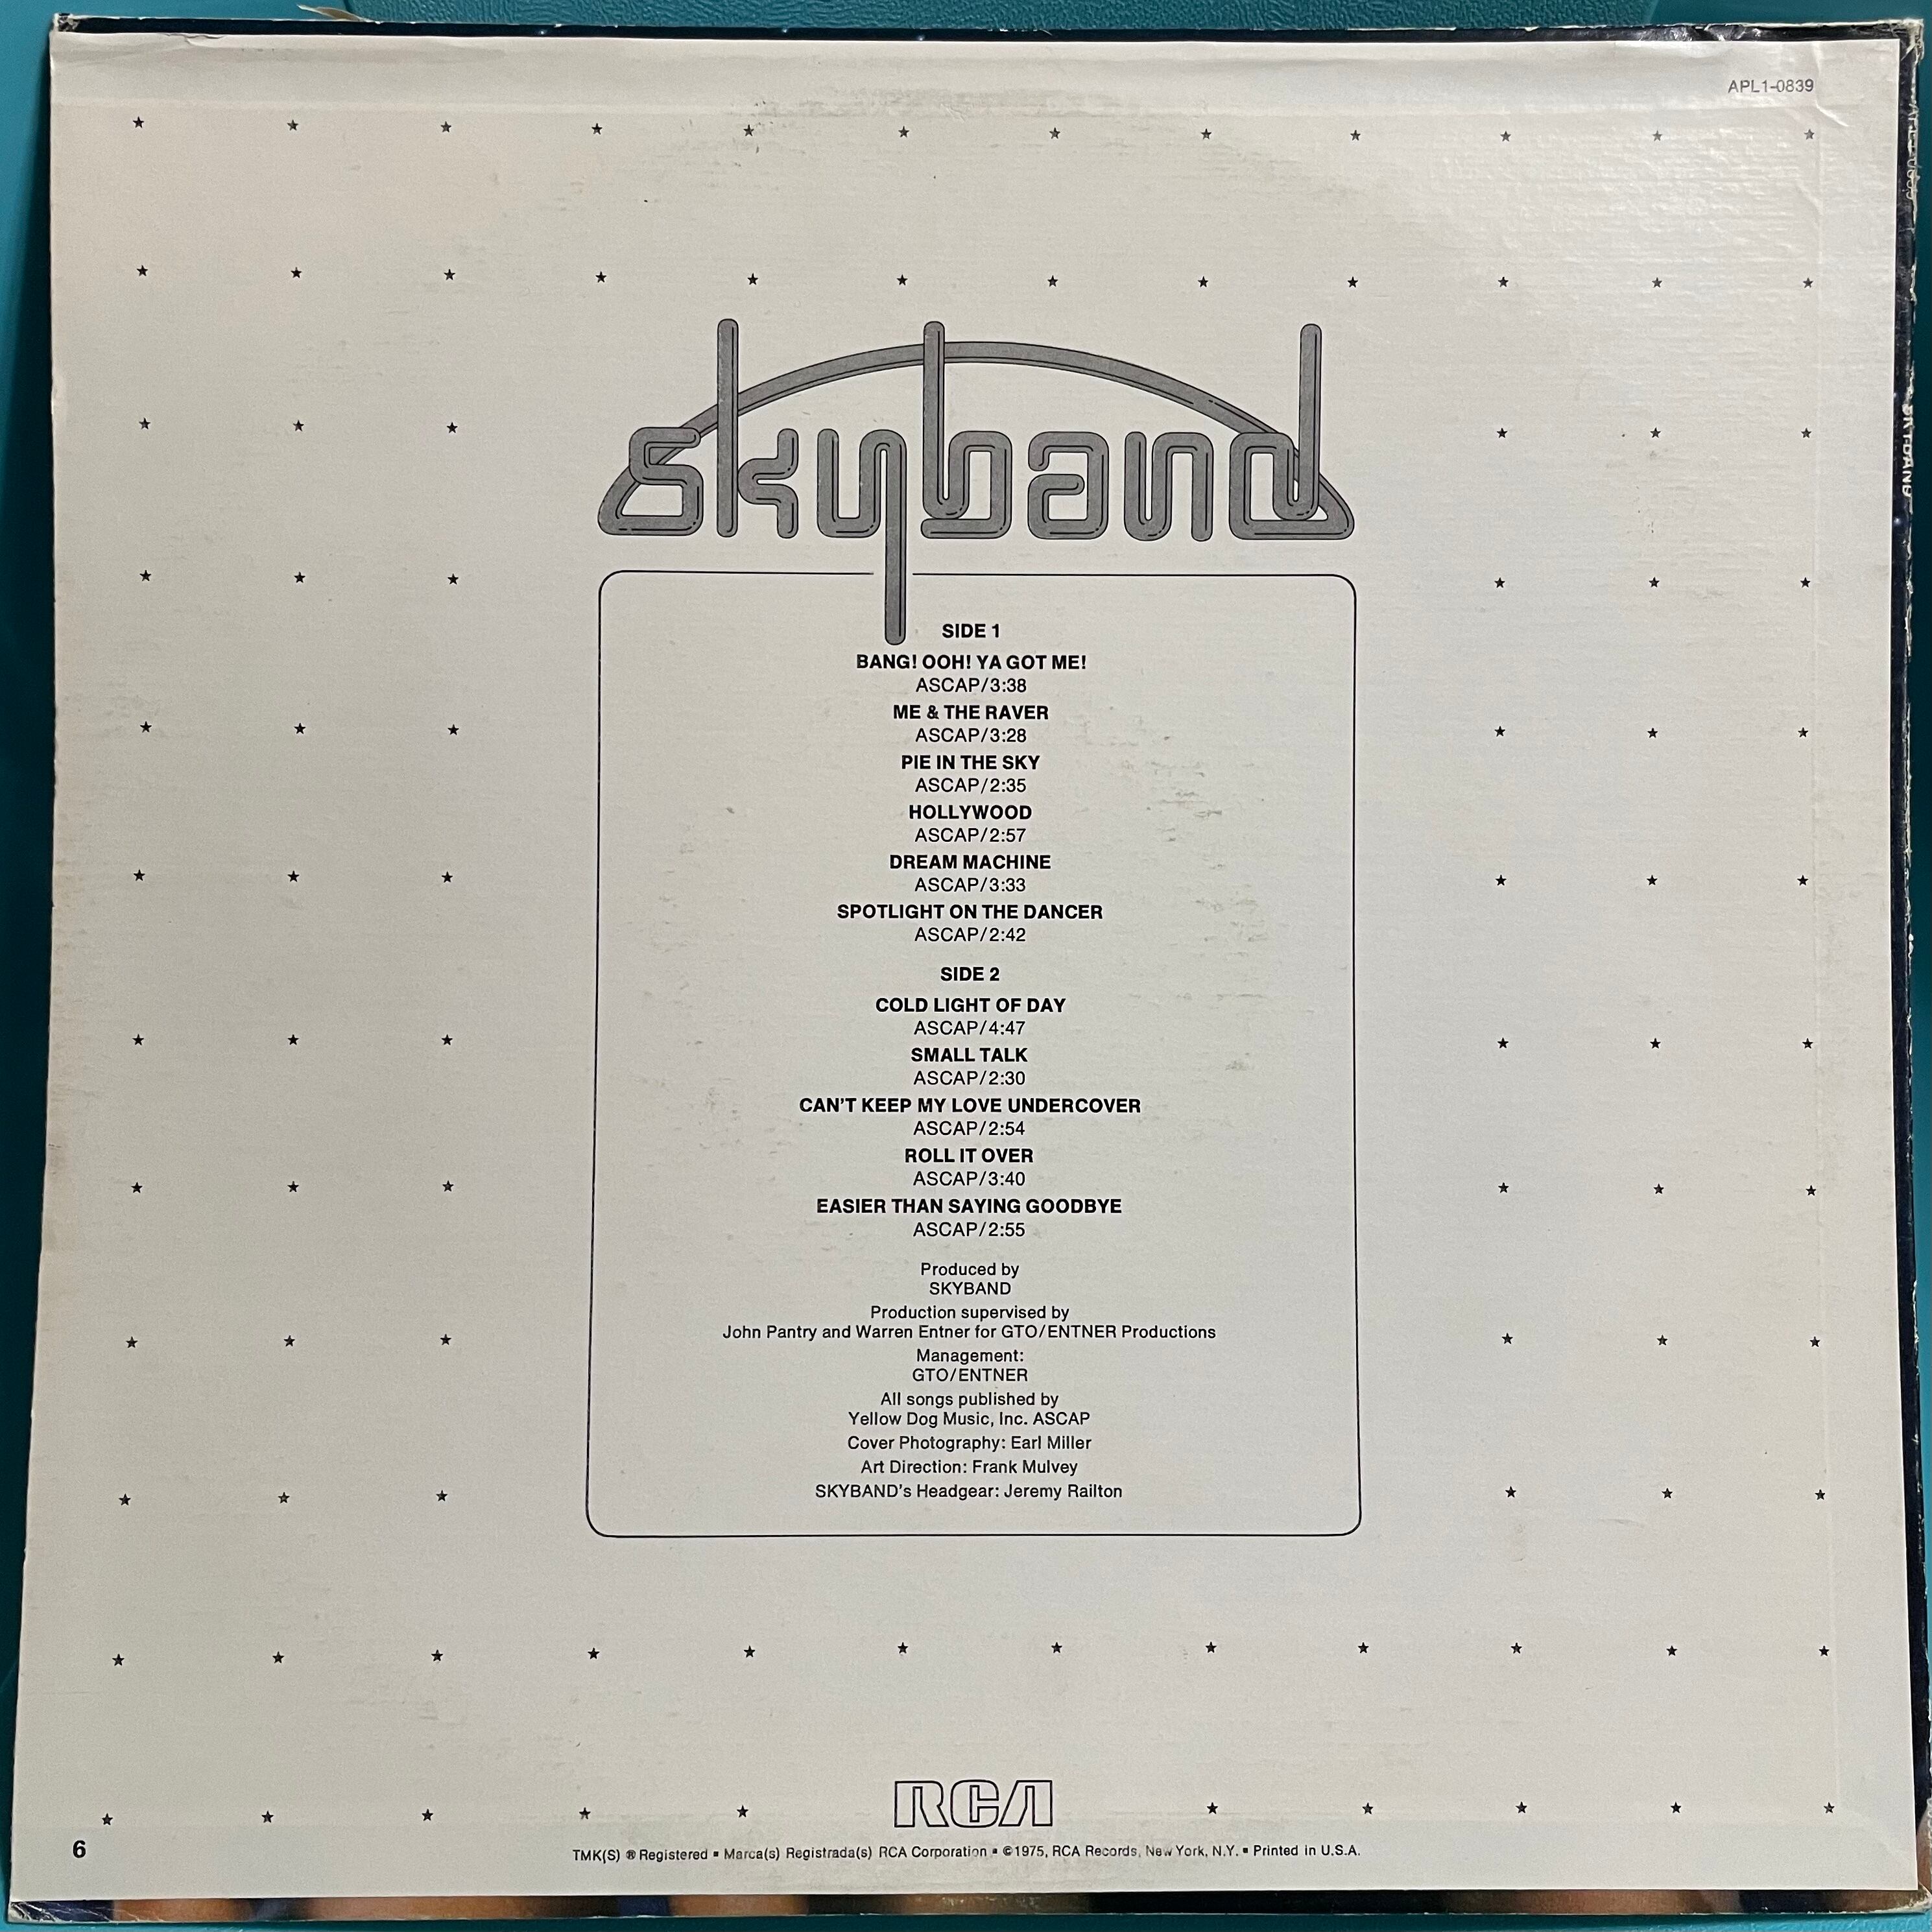 APL1-0839
skyband
SIDE 1
BANG! OOH! YA GOT ME!
ASCAP/3:38
ME & THE RAVER
ASCAP/3:28
PIE IN THE SKY
ASCAP/2:35
HOLLYWOOD
ASCAP/2:57
DREAM MACHINE
ASCAP/3:33
SPOTLIGHT ON THE DANCER
ASCAP/2:42
SIDE 2
COLD LIGHT OF DAY
ASCAP/4:47
SMALL TALK
ASCAP/2:30
CAN'T KEEP MY LOVE UNDERCOVER
ASCAP/2:54
ROLL IT OVER
ASCAP/3:40
EASIER THAN SAYING GOODBYE
ASCAP/2:55
Produced by
SKYBAND
Production supervised by
John Pantry and Warren Entner for GTO/ENTNER Productions
Management:
GTO/ENTNER
All songs published by
Yellow Dog Music, Inc. ASCAP
Cover Photography: Earl Miller
Art Direction: Frank Mulvey
SKYBAND's Headgear: Jeremy Railton
RCA
6
TMK(S) ® Registered ▪ Marca(s) Registrada(s) RCA Corporation ▪ ©1975, RCA Records, New York, N.Y. ▪ Printed in U.S.A.
SKYBAND